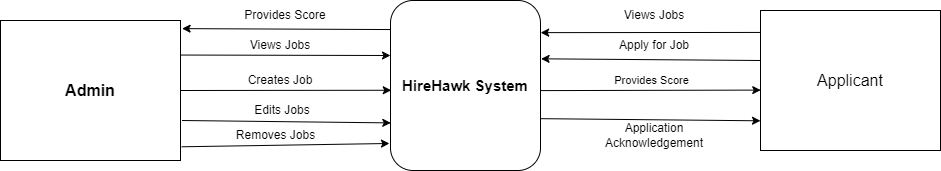 Provides Score
Views Jobs
Creates Job
Edits Jobs
Removes Jobs
Admin
HireHawk System
Views Jobs
Apply for Job
Provides Score
Application
Acknowledgement
Applicant